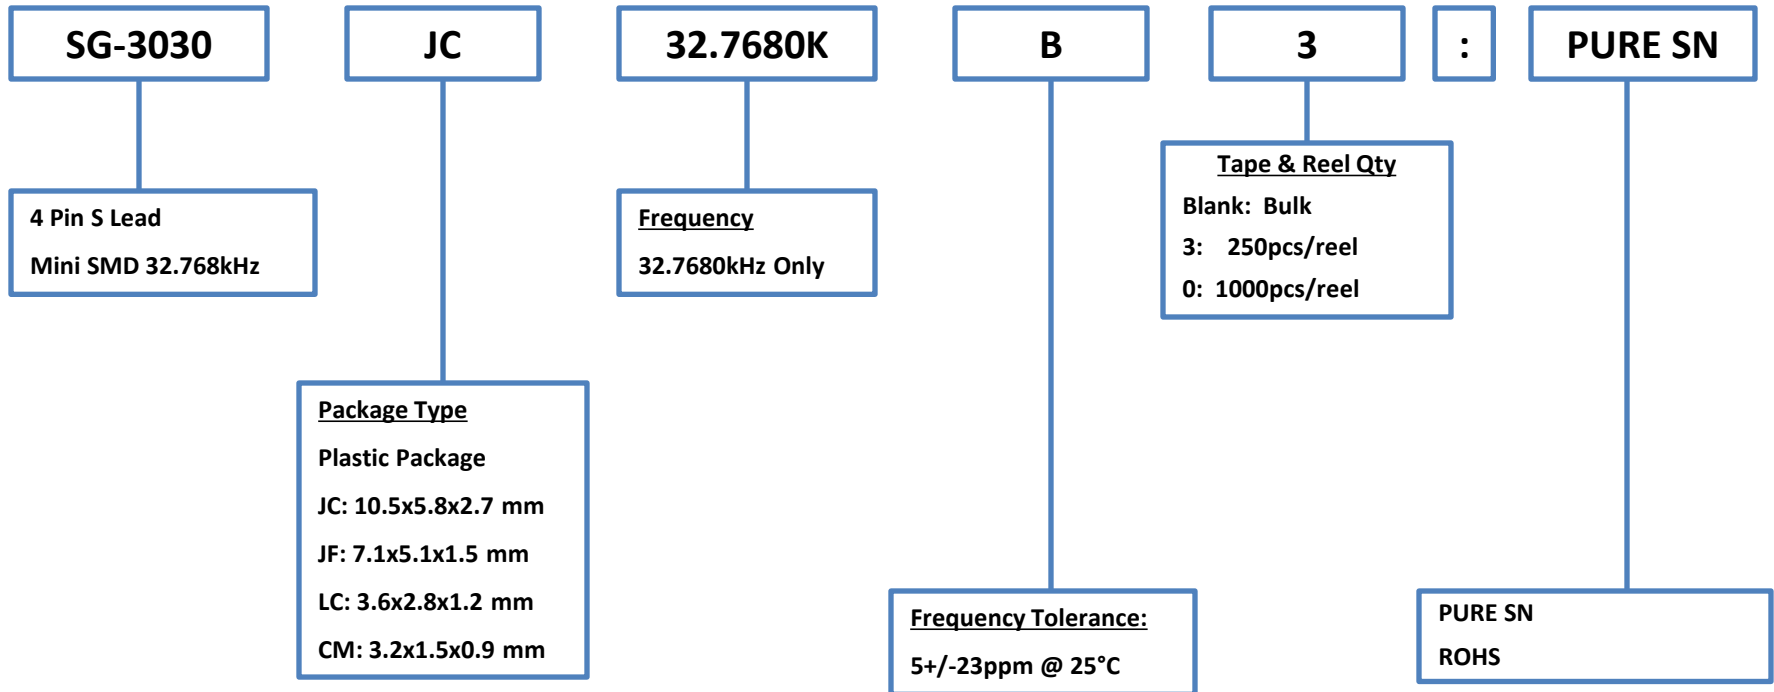 SG-3030 JC 32.7680K B 3 : PURE SN
4 Pin S Lead
Mini SMD 32.768kHz
Package Type
Plastic Package
JC: 10.5x5.8x2.7 mm
JF: 7.1x5.1x1.5 mm
LC: 3.6x2.8x1.2 mm
CM: 3.2x1.5x0.9 mm
Frequency
32.7680kHz Only
Frequency Tolerance:
5+/-23ppm @ 25°C
Tape & Reel Qty
Blank: Bulk
3: 250pcs/reel
0: 1000pcs/reel
PURE SN
ROHS